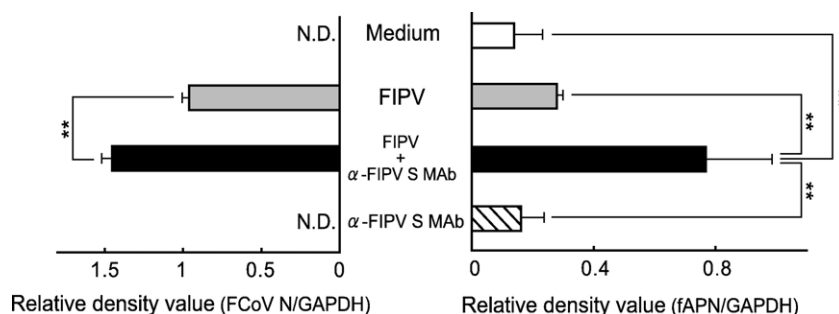 N.D. Medium
FIPV
**
FIPV
+
α-FIPV S MAb
**
**
N.D. α-FIPV S MAb
1.5 1 0.5 0
0 0.4 0.8
Relative density value (FCoV N/GAPDH)
Relative density value (fAPN/GAPDH)